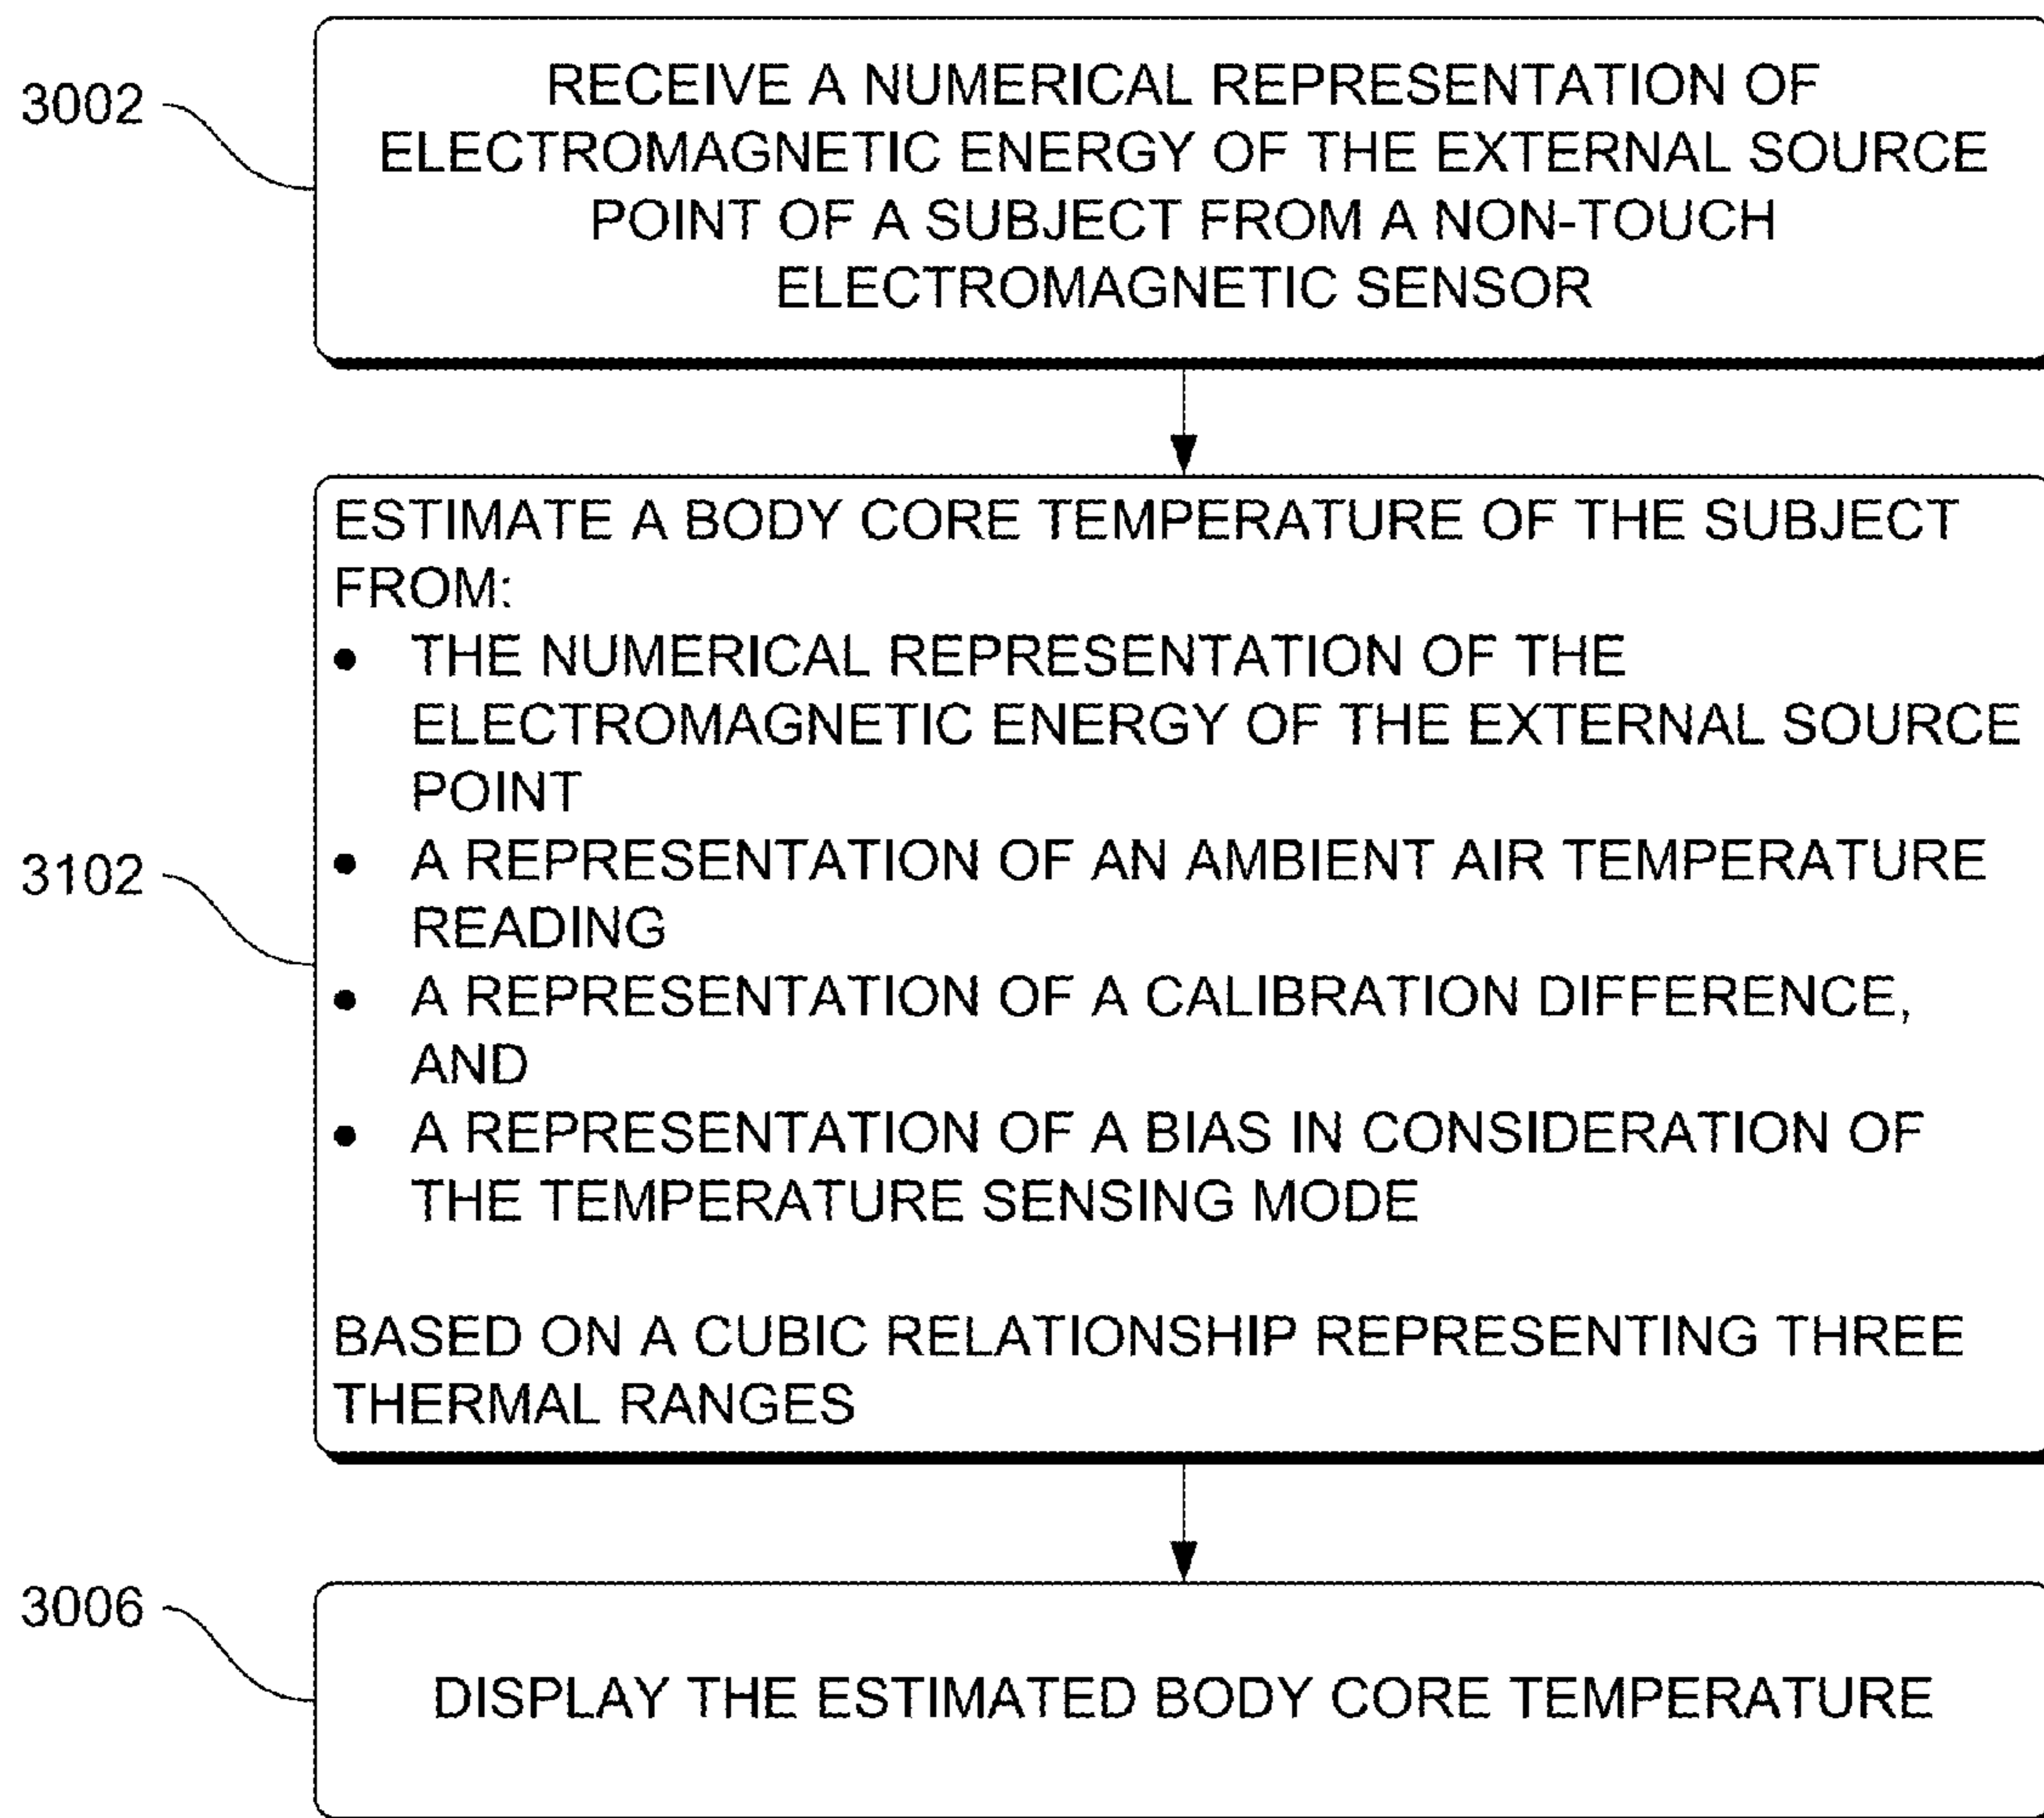 3002
RECEIVE A NUMERICAL REPRESENTATION OF
ELECTROMAGNETIC ENERGY OF THE EXTERNAL SOURCE
POINT OF A SUBJECT FROM A NON-TOUCH
ELECTROMAGNETIC SENSOR
3102
ESTIMATE A BODY CORE TEMPERATURE OF THE SUBJECT
FROM:
• THE NUMERICAL REPRESENTATION OF THE
ELECTROMAGNETIC ENERGY OF THE EXTERNAL SOURCE
POINT
• A REPRESENTATION OF AN AMBIENT AIR TEMPERATURE
READING
• A REPRESENTATION OF A CALIBRATION DIFFERENCE,
AND
• A REPRESENTATION OF A BIAS IN CONSIDERATION OF
THE TEMPERATURE SENSING MODE
BASED ON A CUBIC RELATIONSHIP REPRESENTING THREE
THERMAL RANGES
3006
DISPLAY THE ESTIMATED BODY CORE TEMPERATURE